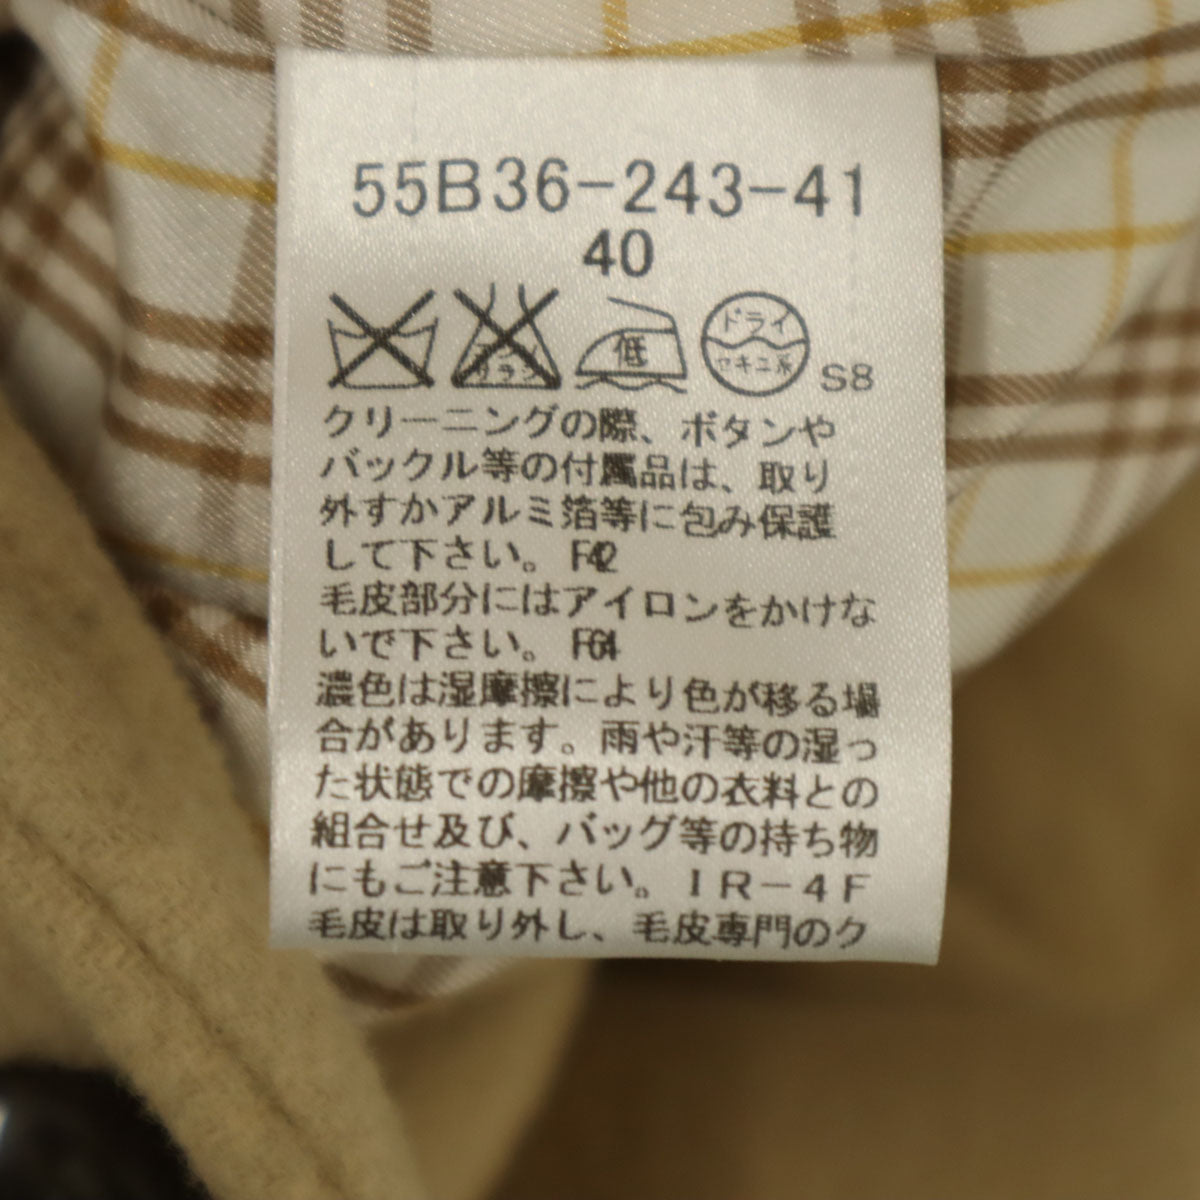 55B36-243-41
40
エンソ
サラシ
低
ドライ
セキユ系
S8
クリーニングの際、ボタンや
バックル等の付属品は、取り
外すかアルミ箔等に包み保護
して下さい。F42
毛皮部分にはアイロンをかけな
いで下さい。F64
濃色は湿摩擦により色が移る場
合があります。雨や汗等の湿っ
た状態での摩擦や他の衣料との
組合せ及び、バッグ等の持ち物
にもご注意下さい。IR-4F
毛皮は取り外し、毛皮専門のク